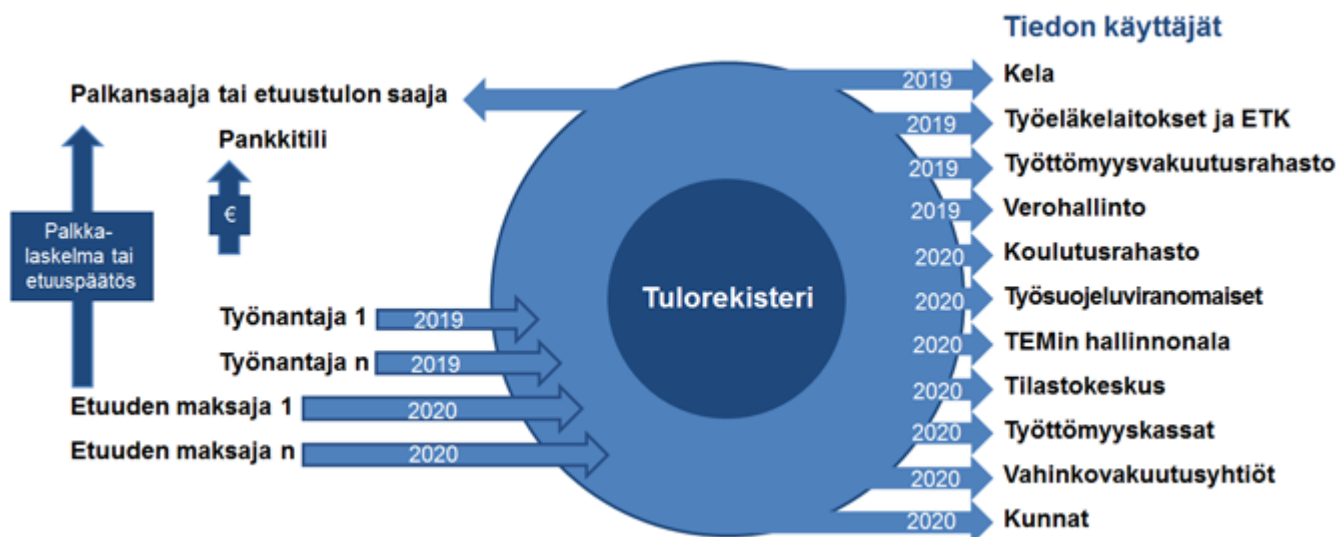 Tiedon käyttäjät
Palkansaaja tai etuustulon saaja
Pankkitili
€
Palkka-
laskelma tai
etuuspäätös
Työnantaja 1
2019
Työnantaja n
2019
Etuuden maksaja 1
2020
Etuuden maksaja n
2020
Tulorekisteri
2019
Kela
2019
Työeläkelaitokset ja ETK
2019
Työttömyysvakuutusrahasto
2019
Verohallinto
2020
Koulutusrahasto
2020
Työsuojeluviranomaiset
2020
TEMin hallinnonala
2020
Tilastokeskus
2020
Työttömyyskassat
2020
Vahinkovakuutusyhtiöt
2020
Kunnat